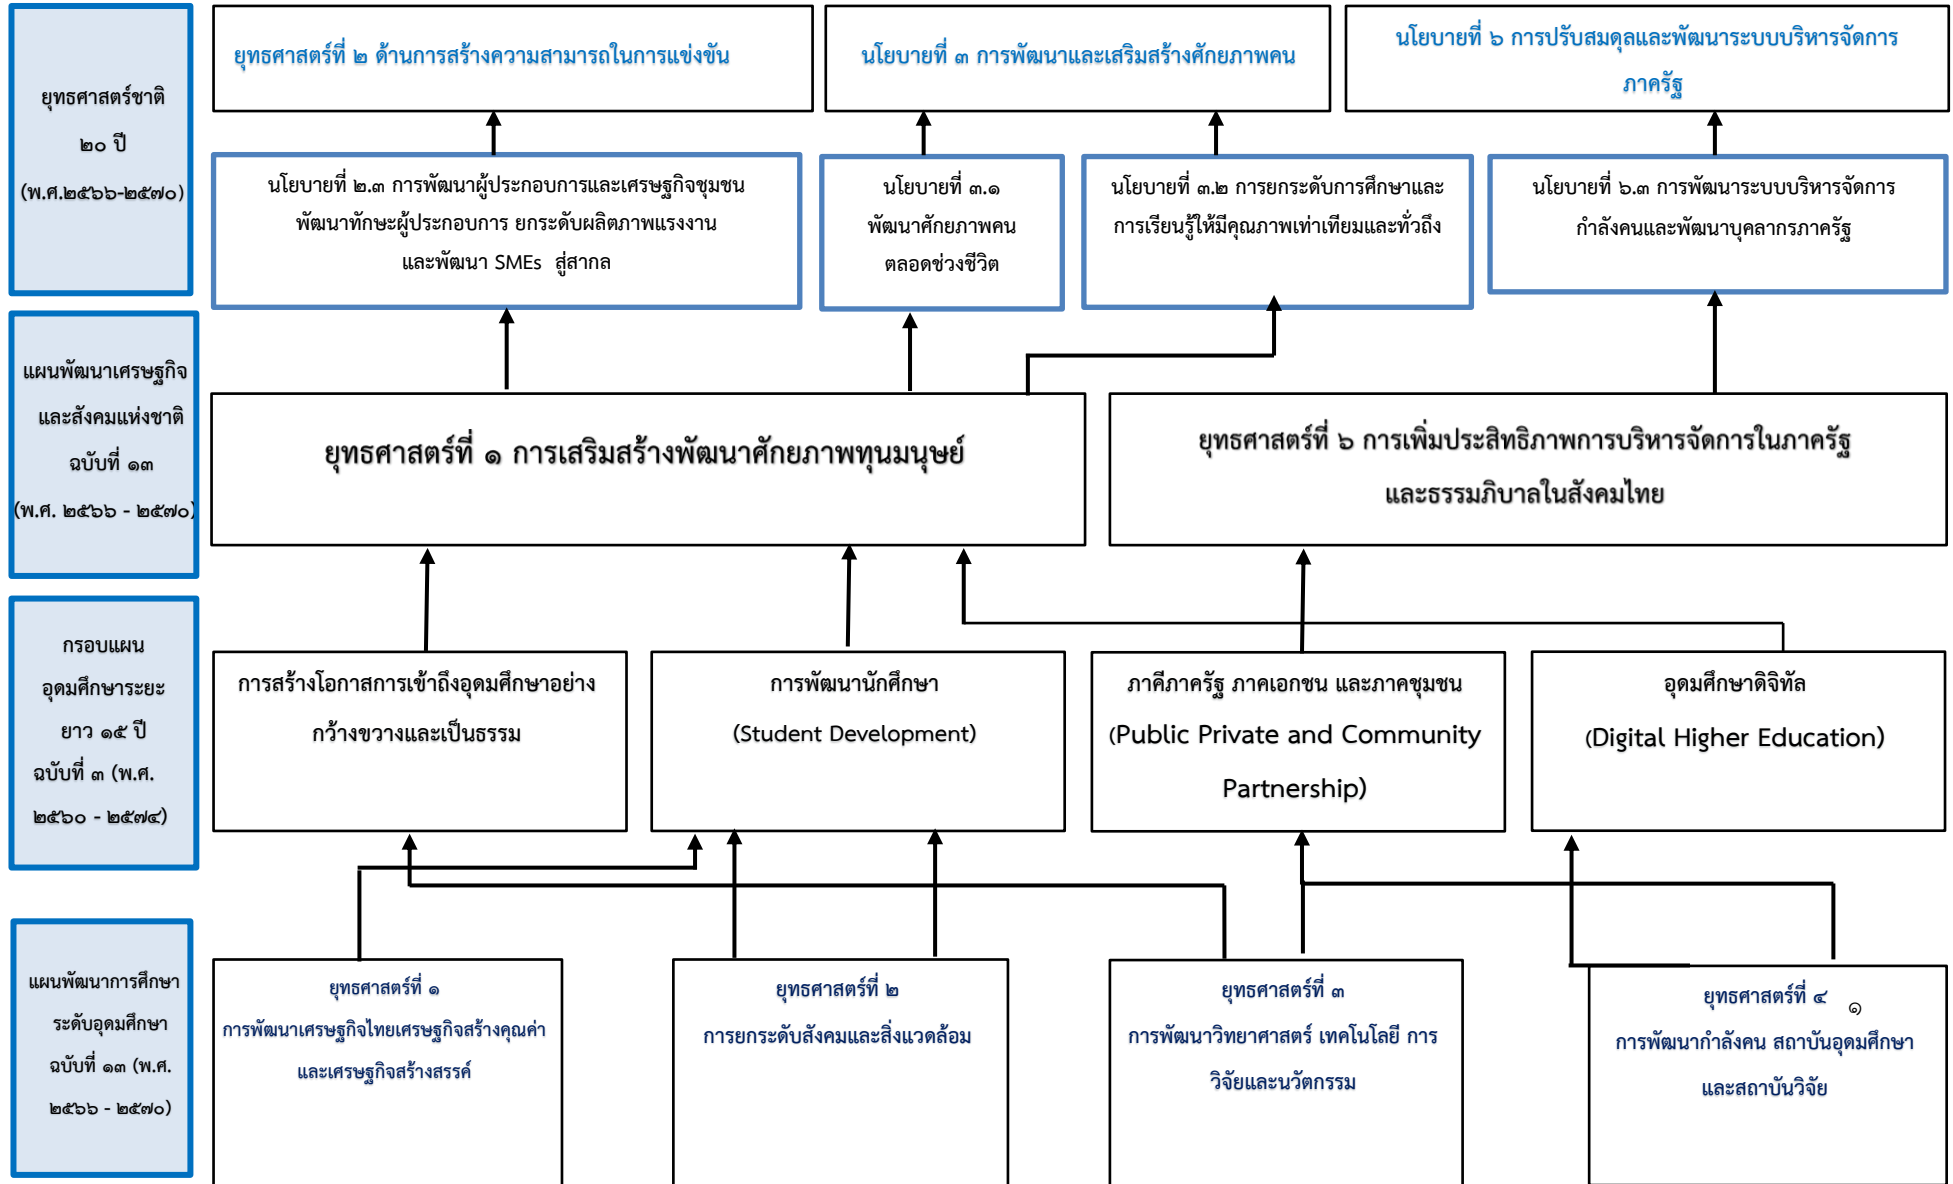 ยุทธศาสตร์ชาติ
๒๐ ปี
(พ.ศ.๒๕๖๖-๒๕๗๐)
ยุทธศาสตร์ที่ ๒ ด้านการสร้างความสามารถในการแข่งขัน
นโยบายที่ ๓ การพัฒนาและเสริมสร้างศักยภาพคน
นโยบายที่ ๖ การปรับสมดุลและพัฒนาระบบบริหารจัดการ
ภาครัฐ
นโยบายที่ ๒.๓ การพัฒนาผู้ประกอบการและเศรษฐกิจชุมชน
พัฒนาทักษะผู้ประกอบการ ยกระดับผลิตภาพแรงงาน
และพัฒนา SMEs สู่สากล
นโยบายที่ ๓.๑
พัฒนาศักยภาพคน
ตลอดช่วงชีวิต
นโยบายที่ ๓.๒ การยกระดับการศึกษาและ
การเรียนรู้ให้มีคุณภาพเท่าเทียมและทั่วถึง
นโยบายที่ ๖.๓ การพัฒนาระบบบริหารจัดการ
กำลังคนและพัฒนาบุคลากรภาครัฐ
แผนพัฒนาเศรษฐกิจ
และสังคมแห่งชาติ
ฉบับที่ ๑๓
(พ.ศ. ๒๕๖๖ - ๒๕๗๐)
ยุทธศาสตร์ที่ ๑ การเสริมสร้างพัฒนาศักยภาพทุนมนุษย์
ยุทธศาสตร์ที่ ๖ การเพิ่มประสิทธิภาพการบริหารจัดการในภาครัฐ
และธรรมภิบาลในสังคมไทย
กรอบแผน
อุดมศึกษาระยะ
ยาว ๑๕ ปี
ฉบับที่ ๓ (พ.ศ.
๒๕๖๐ - ๒๕๗๔)
การสร้างโอกาสการเข้าถึงอุดมศึกษาอย่าง
กว้างขวางและเป็นธรรม
การพัฒนานักศึกษา
(Student Development)
ภาคีภาครัฐ ภาคเอกชน และภาคชุมชน
(Public Private and Community
Partnership)
อุดมศึกษาดิจิทัล
(Digital Higher Education)
แผนพัฒนาการศึกษา
ระดับอุดมศึกษา
ฉบับที่ ๑๓ (พ.ศ.
๒๕๖๖ - ๒๕๗๐)
ยุทธศาสตร์ที่ ๑
การพัฒนาเศรษฐกิจไทยเศรษฐกิจสร้างคุณค่า
และเศรษฐกิจสร้างสรรค์
ยุทธศาสตร์ที่ ๒
การยกระดับสังคมและสิ่งแวดล้อม
ยุทธศาสตร์ที่ ๓
การพัฒนาวิทยาศาสตร์ เทคโนโลยี การ
วิจัยและนวัตกรรม
ยุทธศาสตร์ที่ ๔
๑
การพัฒนากำลังคน สถาบันอุดมศึกษา
และสถาบันวิจัย